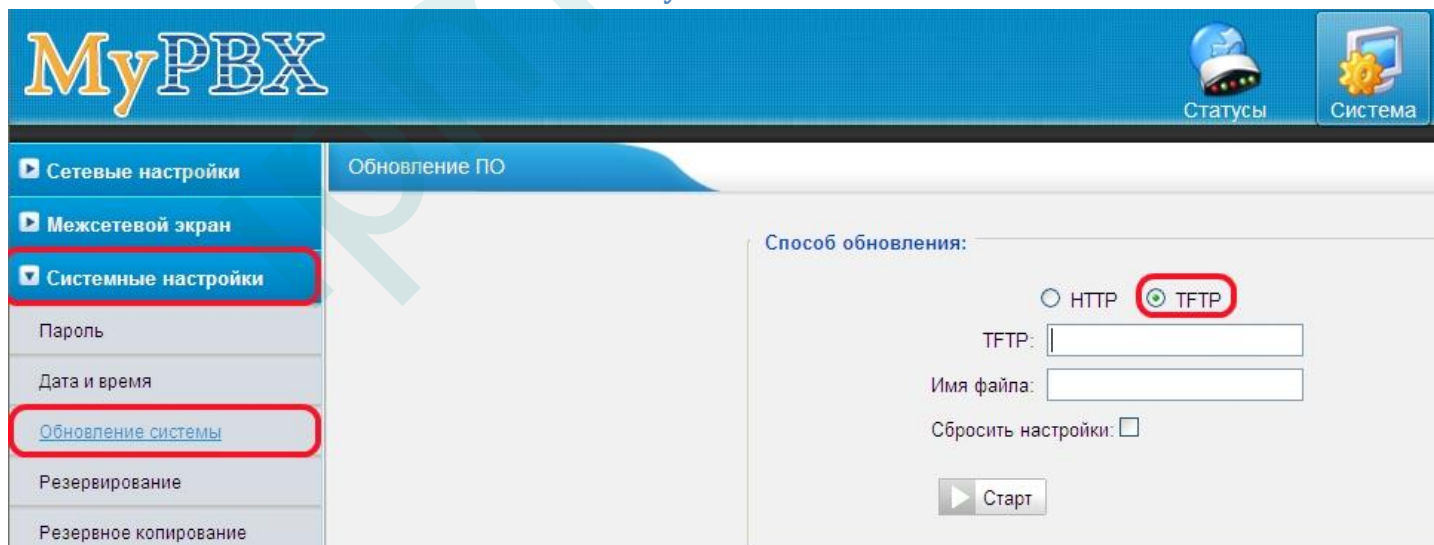 MyPBX
Статусы
Система
Сетевые настройки
Обновление ПО
Межсетевой экран
Способ обновления:
Системные настройки
HTTP
TFTP
Пароль
TFTP:
Дата и время
Имя файла:
Обновление системы
Сбросить настройки:
Резервирование
Старт
Резервное копирование